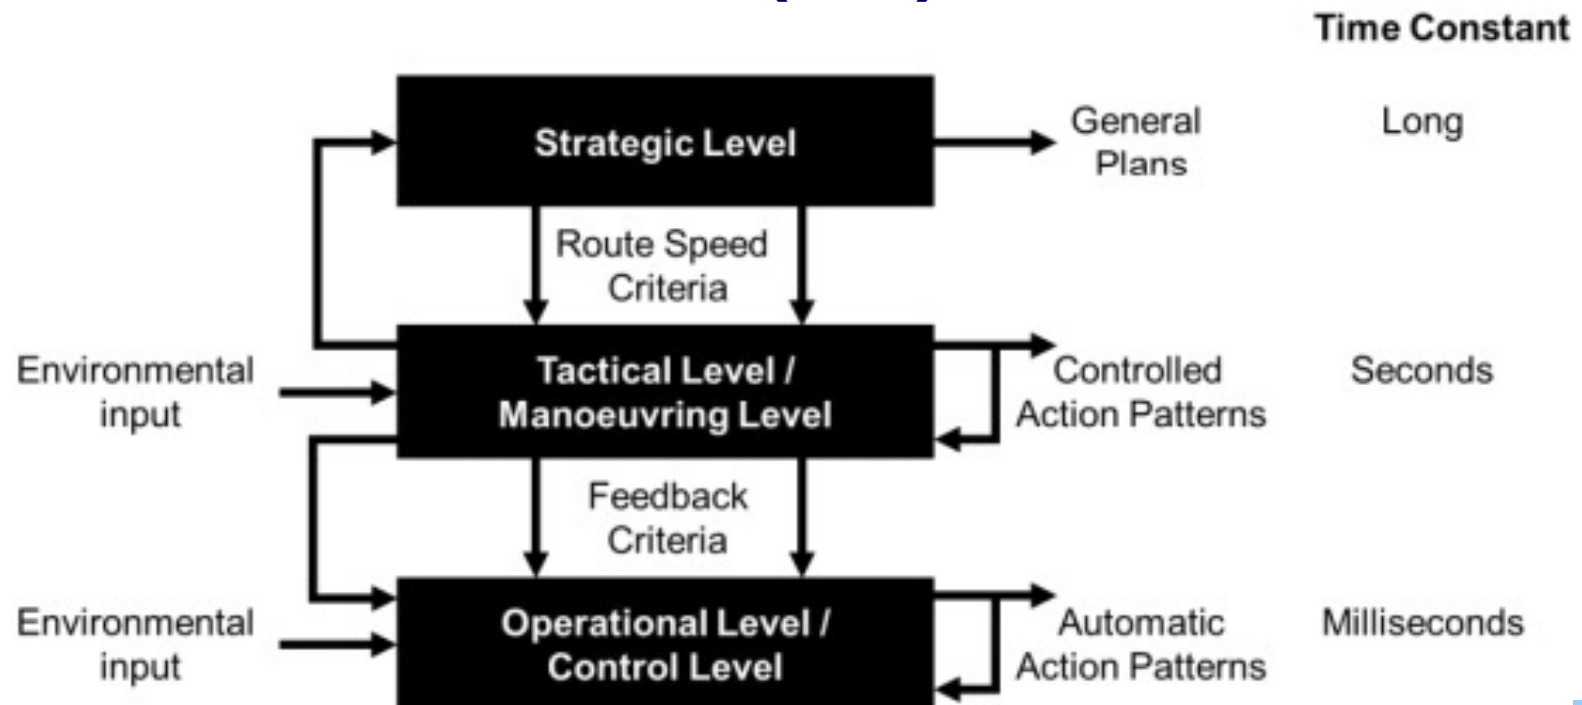 Time Constant
Strategic Level
General
Plans
Long
Route Speed
Criteria
Environmental
input
Tactical Level /
Manoeuvring Level
Controlled
Action Patterns
Seconds
Feedback
Criteria
Environmental
input
Operational Level /
Control Level
Automatic
Action Patterns
Milliseconds